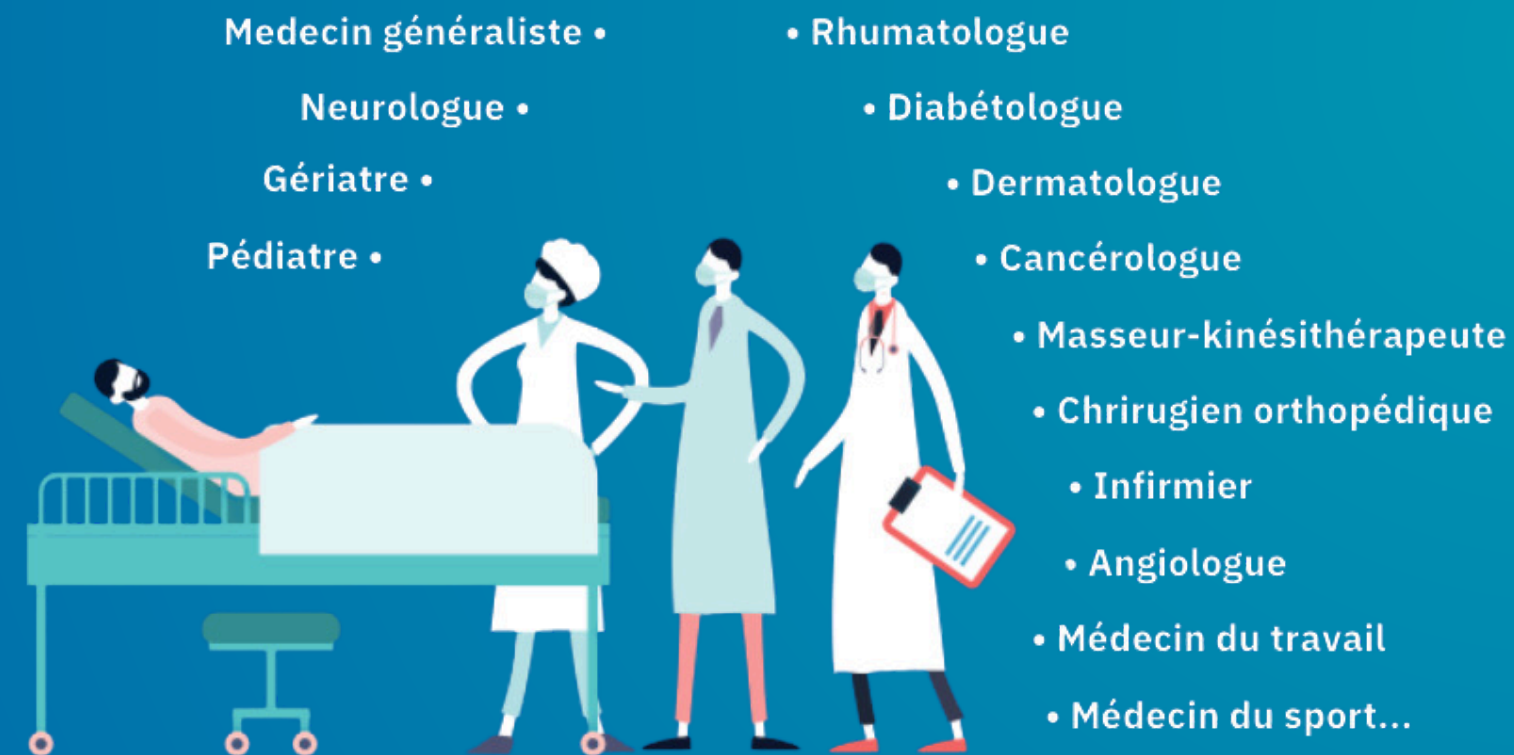 Medecin généraliste •
Neurologue •
Gériatre •
Pédiatre •
• Rhumatologue
• Diabétologue
• Dermatologue
• Cancérologue
• Masseur-kinésithérapeute
• Chrirugien orthopédique
• Infirmier
• Angiologue
• Médecin du travail
• Médecin du sport...